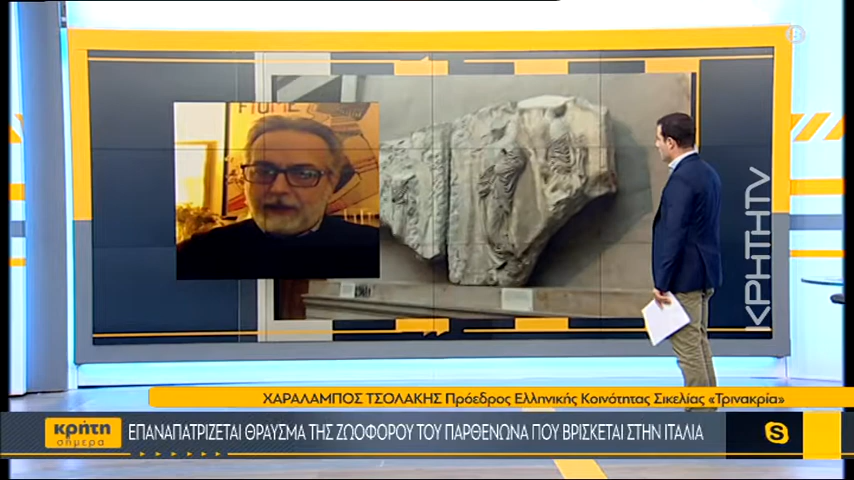 FIUME
ΚΡΗΤΗTV
ΧΑΡΑΛΑΜΠΟΣ ΤΣΟΛΑΚΗΣ Πρόεδρος Ελληνικής Κοινότητας Σικελίας «Τρινακρία»
κρήτη
σήμερα
ΕΠΑΝΑΠΑΤΡΙΖΕΤΑΙ ΘΡΑΥΣΜΑ ΤΗΣ ΖΩΟΦΟΡΟΥ ΤΟΥ ΠΑΡΘΕΝΩΝΑ ΠΟΥ ΒΡΙΣΚΕΤΑΙ ΣΤΗΝ ΙΤΑΛΙΑ